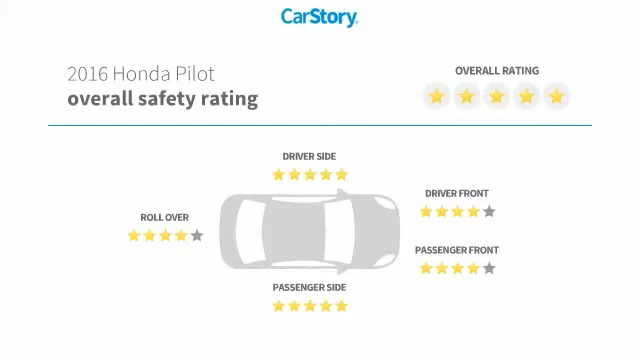 CarStory.
2016 Honda Pilot
overall safety rating
OVERALL RATING
DRIVER SIDE
DRIVER FRONT
ROLL OVER
PASSENGER FRONT
PASSENGER SIDE